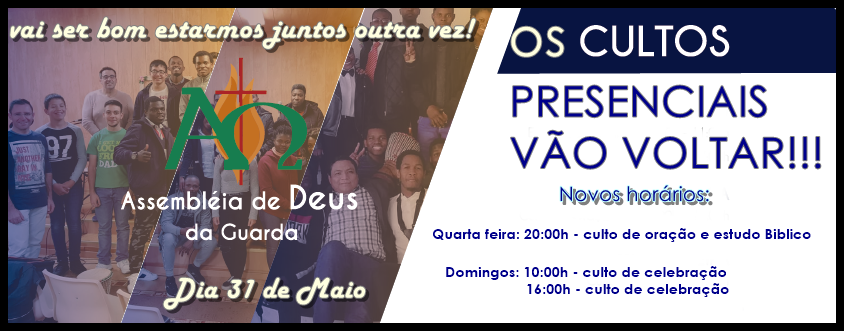 vai ser bom estarmos juntos outra vez!
OS CULTOS
PRESENCIAIS
VÃO VOLTAR!!!
ΑΩ
Assembléia de Deus
da Guarda
Dia 31 de Maio
Novos horários:
Quarta feira: 20:00h - culto de oração e estudo Biblico
Domingos: 10:00h - culto de celebração
16:00h - culto de celebração
97